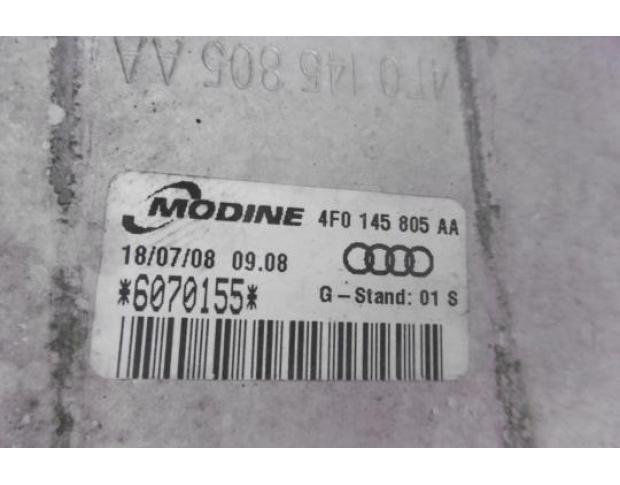 4F0 145 805 AA
MODINE 4F0 145 805 AA
18/07/08 09.08
*6070155* G-Stand: 01 S